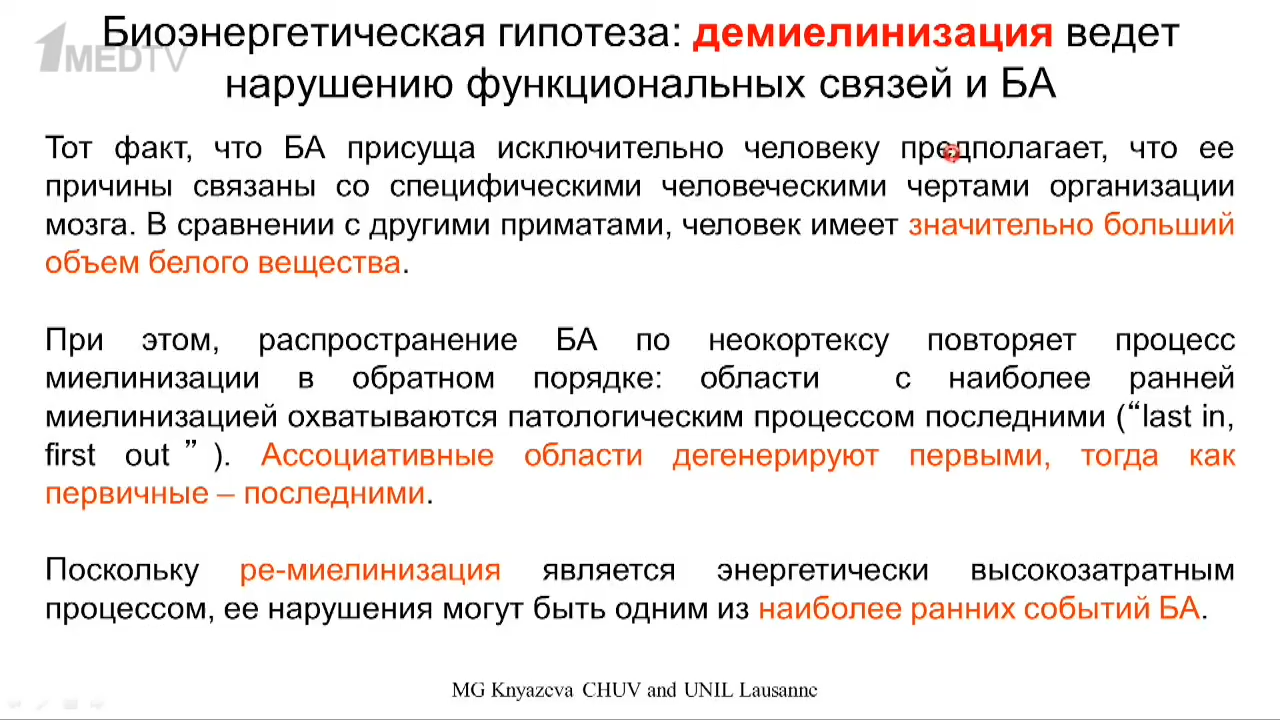 1MEDTV
Биоэнергетическая гипотеза: демиелинизация ведет
нарушению функциональных связей и БА
Тот факт, что БА присуща исключительно человеку предполагает, что ее
причины связаны со специфическими человеческими чертами организации
мозга. В сравнении с другими приматами, человек имеет значительно больший
объем белого вещества.
При этом, распространение БА по неокортексу повторяет процесс
миелинизации в обратном порядке: области с наиболее ранней
миелинизацией охватываются патологическим процессом последними (“last in,
first out ” ). Ассоциативные области дегенерируют первыми, тогда как
первичные – последними.
Поскольку ре-миелинизация является энергетически высокозатратным
процессом, ее нарушения могут быть одним из наиболее ранних событий БА.
MG Knyazeva CHUV and UNIL Lausanne